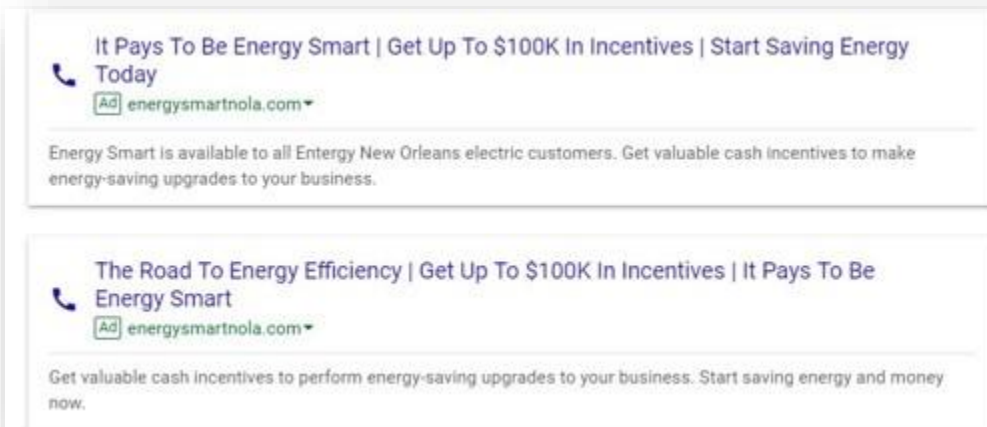 It Pays To Be Energy Smart | Get Up To $100K In Incentives | Start Saving Energy
Today
Ad energysmartnola.com
Energy Smart is available to all Entergy New Orleans electric customers. Get valuable cash incentives to make
energy-saving upgrades to your business.
The Road To Energy Efficiency | Get Up To $100K In Incentives | It Pays To Be
Energy Smart
Ad energysmartnola.com
Get valuable cash incentives to perform energy-saving upgrades to your business. Start saving energy and money
now.